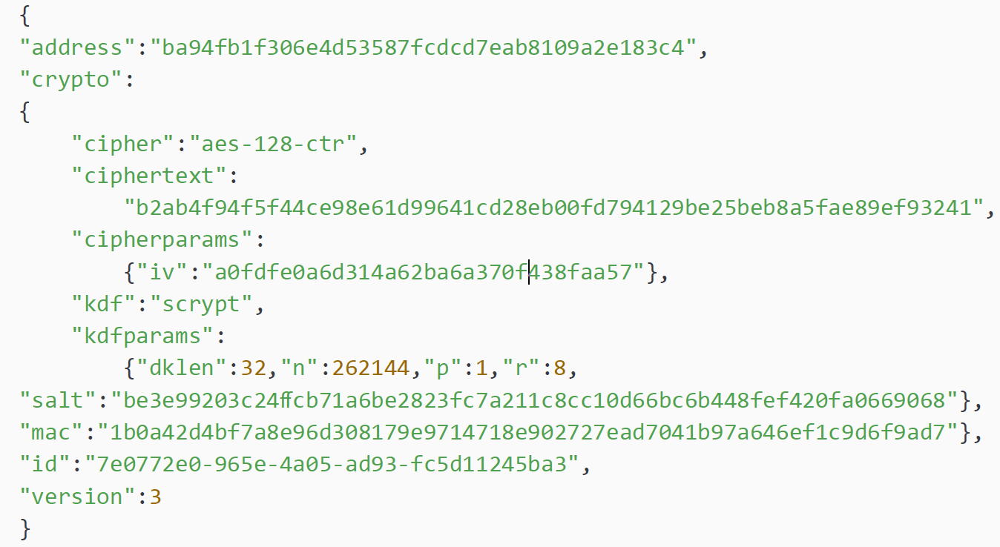 {
"address":"ba94fb1f306e4d53587fcdcd7eab8109a2e183c4",
"crypto":
{
"cipher":"aes-128-ctr",
"ciphertext":
"b2ab4f94f5f44ce98e61d99641cd28eb00fd794129be25beb8a5fae89ef93241",
"cipherparams":
{"iv":"a0fdfe0a6d314a62ba6a370f438faa57"},
"kdf":"scrypt",
"kdfparams":
{"dklen":32,"n":262144,"p":1,"r":8,
"salt":"be3e99203c24ffcb71a6be2823fc7a211c8cc10d66bc6b448fef420fa0669068"},
"mac":"1b0a42d4bf7a8e96d308179e9714718e902727ead7041b97a646ef1c9d6f9ad7"},
"id":"7e0772e0-965e-4a05-ad93-fc5d11245ba3",
"version":3
}